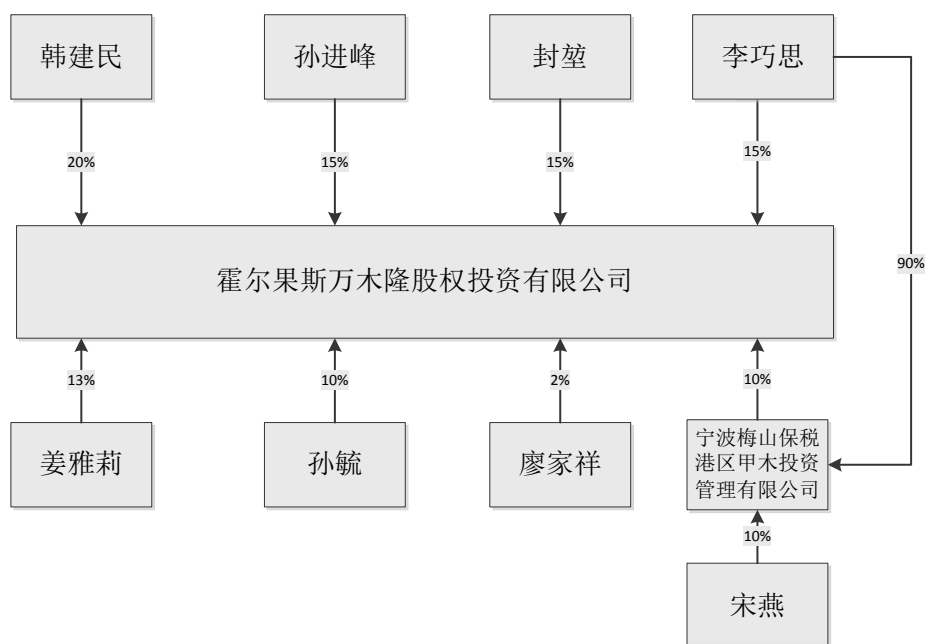 韩建民
孙进峰
封堃
李巧思
20%
15%
15%
15%
霍尔果斯万木隆股权投资有限公司
90%
13%
10%
2%
10%
姜雅莉
孙毓
廖家祥
宁波梅山保税
港区甲木投资
管理有限公司
10%
宋燕